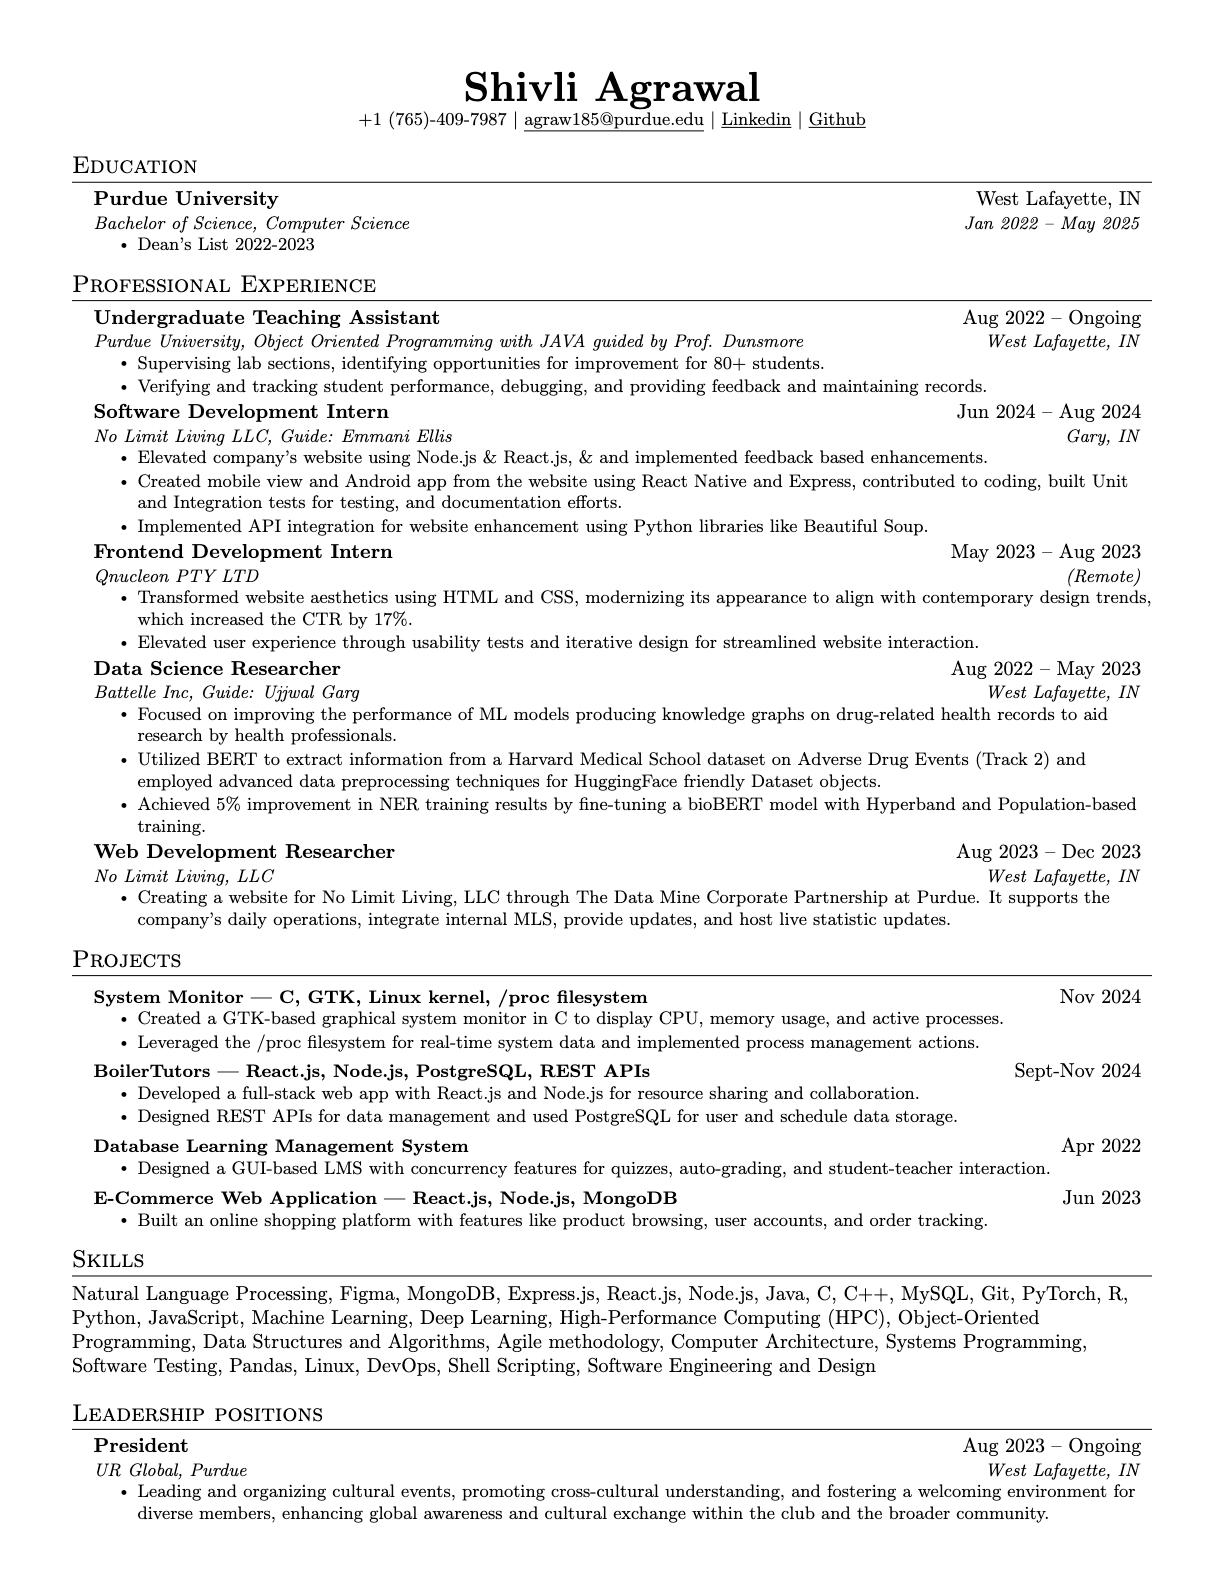 Shivli Agrawal
+1 (765)-409-7987 | agraw185@purdue.edu | Linkedin | Github
Education
Purdue University West Lafayette, IN
Bachelor of Science, Computer Science Jan 2022 – May 2025
• Dean's List 2022-2023
Professional Experience
Undergraduate Teaching Assistant Aug 2022 – Ongoing
Purdue University, Object Oriented Programming with JAVA guided by Prof. Dunsmore West Lafayette, IN
• Supervising lab sections, identifying opportunities for improvement for 80+ students.
• Verifying and tracking student performance, debugging, and providing feedback and maintaining records.
Software Development Intern Jun 2024 – Aug 2024
No Limit Living LLC, Guide: Emmani Ellis Gary, IN
• Elevated company's website using Node.js & React.js, & and implemented feedback based enhancements.
• Created mobile view and Android app from the website using React Native and Express, contributed to coding, built Unit
and Integration tests for testing, and documentation efforts.
• Implemented API integration for website enhancement using Python libraries like Beautiful Soup.
Frontend Development Intern May 2023 – Aug 2023
Qnucleon PTY LTD (Remote)
• Transformed website aesthetics using HTML and CSS, modernizing its appearance to align with contemporary design trends,
which increased the CTR by 17%.
• Elevated user experience through usability tests and iterative design for streamlined website interaction.
Data Science Researcher Aug 2022 – May 2023
Battelle Inc, Guide: Ujjwal Garg West Lafayette, IN
• Focused on improving the performance of ML models producing knowledge graphs on drug-related health records to aid
research by health professionals.
• Utilized BERT to extract information from a Harvard Medical School dataset on Adverse Drug Events (Track 2) and
employed advanced data preprocessing techniques for HuggingFace friendly Dataset objects.
• Achieved 5% improvement in NER training results by fine-tuning a bioBERT model with Hyperband and Population-based
training.
Web Development Researcher Aug 2023 – Dec 2023
No Limit Living, LLC West Lafayette, IN
• Creating a website for No Limit Living, LLC through The Data Mine Corporate Partnership at Purdue. It supports the
company's daily operations, integrate internal MLS, provide updates, and host live statistic updates.
Projects
System Monitor — C, GTK, Linux kernel, /proc filesystem Nov 2024
• Created a GTK-based graphical system monitor in C to display CPU, memory usage, and active processes.
• Leveraged the /proc filesystem for real-time system data and implemented process management actions.
BoilerTutors — React.js, Node.js, PostgreSQL, REST APIs Sept-Nov 2024
• Developed a full-stack web app with React.js and Node.js for resource sharing and collaboration.
• Designed REST APIs for data management and used PostgreSQL for user and schedule data storage.
Database Learning Management System Apr 2022
• Designed a GUI-based LMS with concurrency features for quizzes, auto-grading, and student-teacher interaction.
E-Commerce Web Application — React.js, Node.js, MongoDB Jun 2023
• Built an online shopping platform with features like product browsing, user accounts, and order tracking.
Skills
Natural Language Processing, Figma, MongoDB, Express.js, React.js, Node.js, Java, C, C++, MySQL, Git, PyTorch, R,
Python, JavaScript, Machine Learning, Deep Learning, High-Performance Computing (HPC), Object-Oriented
Programming, Data Structures and Algorithms, Agile methodology, Computer Architecture, Systems Programming,
Software Testing, Pandas, Linux, DevOps, Shell Scripting, Software Engineering and Design
Leadership positions
President Aug 2023 – Ongoing
UR Global, Purdue West Lafayette, IN
• Leading and organizing cultural events, promoting cross-cultural understanding, and fostering a welcoming environment for
diverse members, enhancing global awareness and cultural exchange within the club and the broader community.